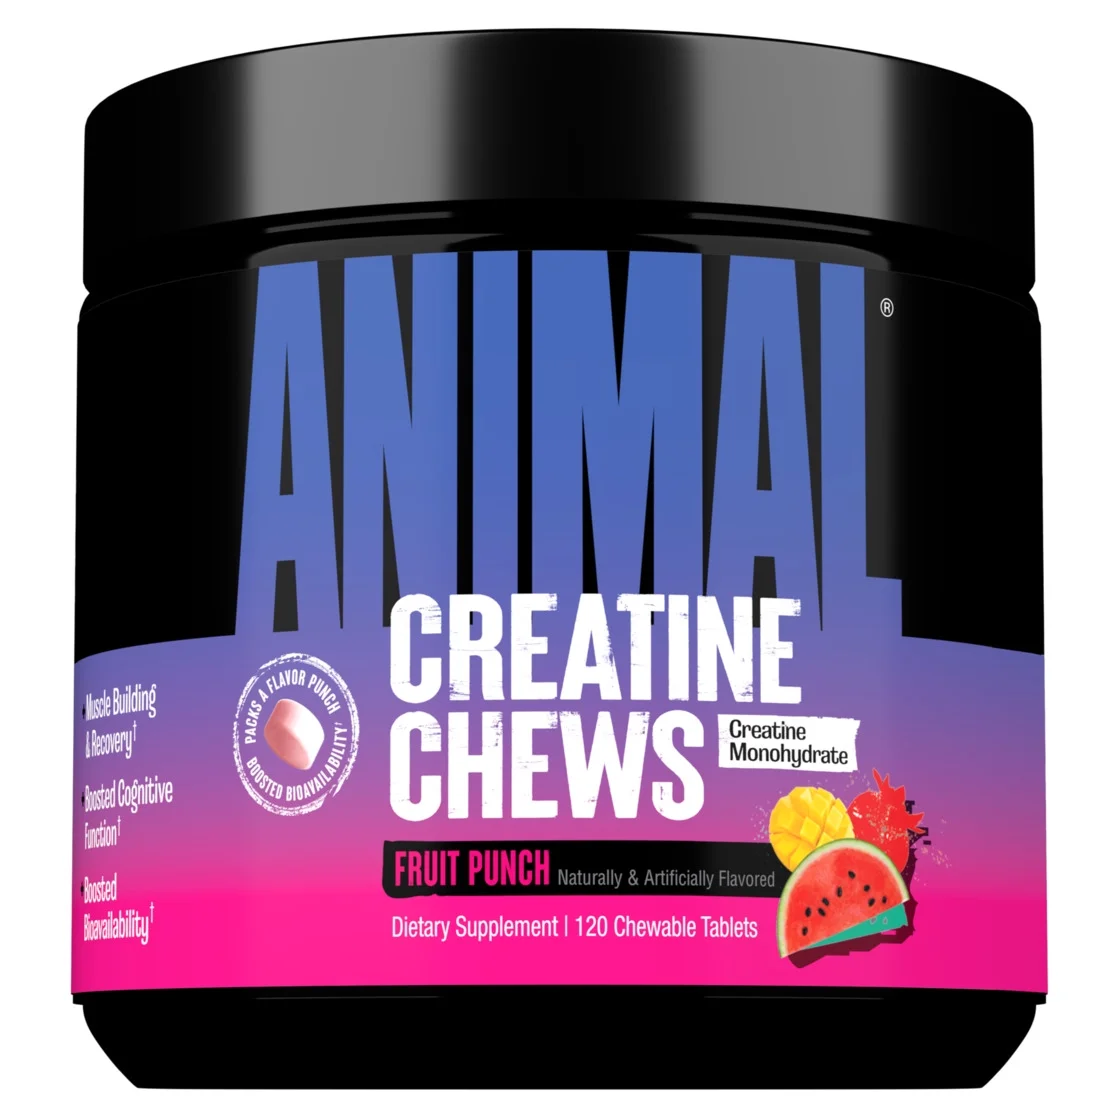 ANIMAL®
CREATINE
CHEWS
Creatine
Monohydrate
PACKS A FLAVOR PUNCH
BOOSTED BIOAVAILABILITY†
• Muscle Building
& Recovery†
• Boosted Cognitive
Function†
• Boosted
Bioavailability†
FRUIT PUNCH Naturally & Artificially Flavored
Dietary Supplement | 120 Chewable Tablets